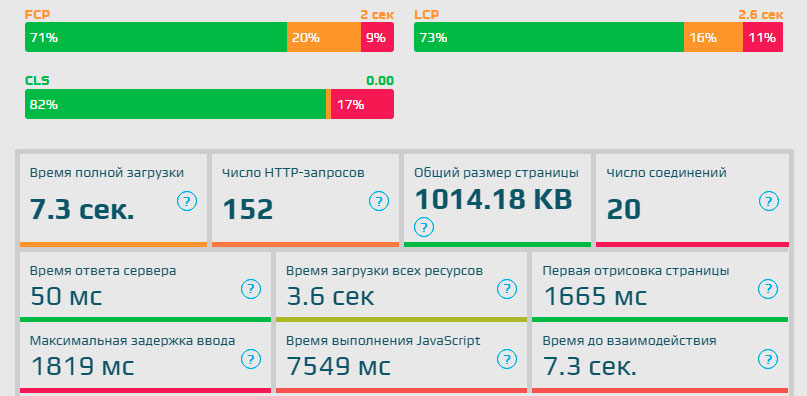 FCP 2 сек LCP 2.6 сек
71% 20% 9% 73% 16% 11%
CLS 0.00
82% 17%
Время полной загрузки Число HTTP-запросов Общий размер страницы Число соединений
7.3 сек. ? 152 ? 1014.18 KB ? 20 ?
Время ответа сервера Время загрузки всех ресурсов Первая отрисовка страницы
50 мс ? 3.6 сек ? 1665 мс ?
Максимальная задержка ввода Время выполнения JavaScript Время до взаимодействия
1819 мс ? 7549 мс ? 7.3 сек. ?